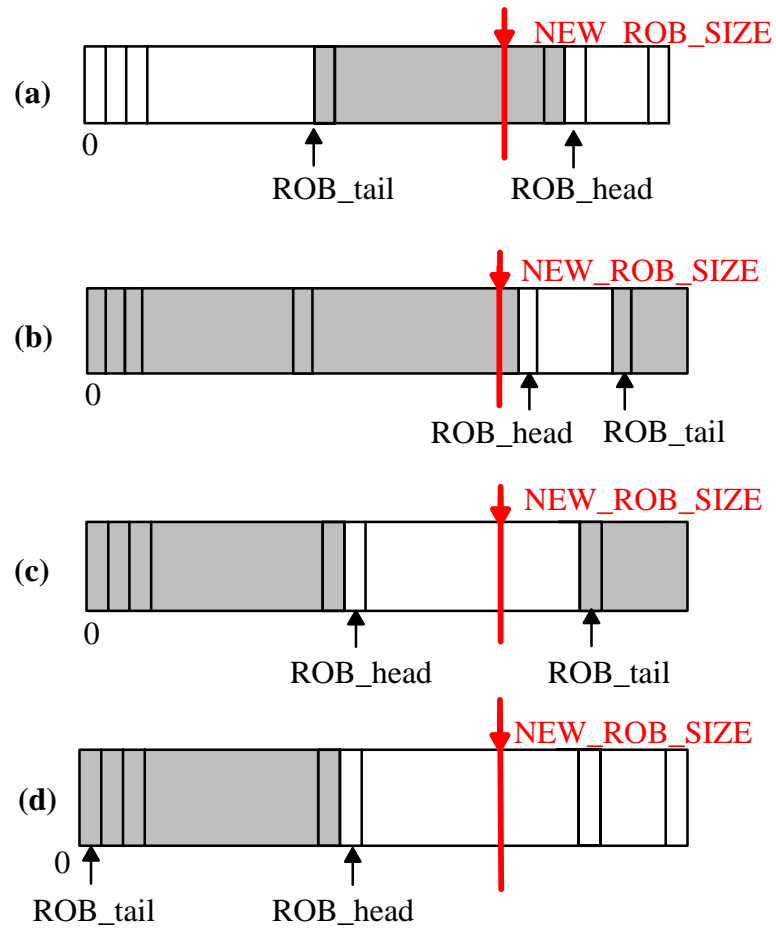 NEW_ROB_SIZE
(a)
0
ROB_tail
ROB_head
NEW_ROB_SIZE
(b)
0
ROB_head
ROB_tail
NEW_ROB_SIZE
(c)
0
ROB_head
ROB_tail
NEW_ROB_SIZE
(d)
0
ROB_tail
ROB_head